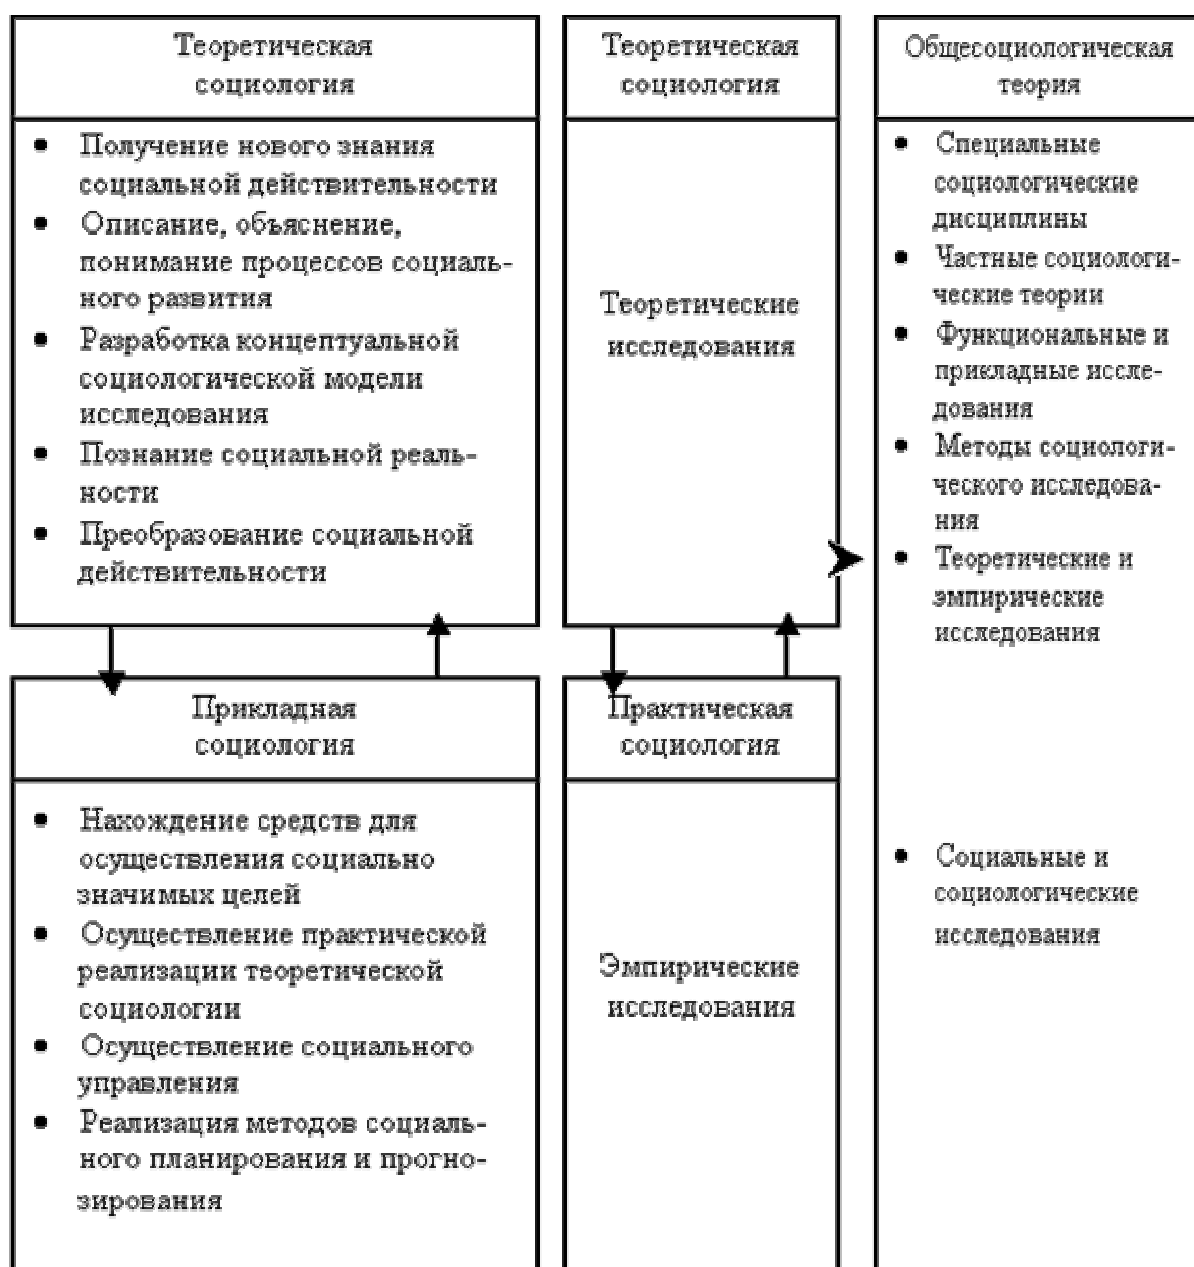 Теоретическая
социология
• Получение нового знания
социальной действительности
• Описание, объяснение,
понимание процессов социаль-
ного развития
• Разработка концептуальной
социологической модели
исследования
• Познание социальной реаль-
ности
• Преобразование социальной
действительности
Теоретическая
социология
Теоретические
исследования
Общесоциологическая
теория
• Специальные
социологические
дисциплины
• Частные социологи-
ческие теории
• Функциональные и
прикладные иссле-
дования
• Методы социологи-
ческого исследова-
ния
• Теоретические и
эмпирические
исследования
• Социальные и
социологические
исследования
Прикладная
социология
• Нахождение средств для
осуществления социально
значимых целей
• Осуществление практической
реализации теоретической
социологии
• Осуществление социального
управления
• Реализация методов социаль-
ного планирования и прогно-
зирования
Практическая
социология
Эмпирические
исследования